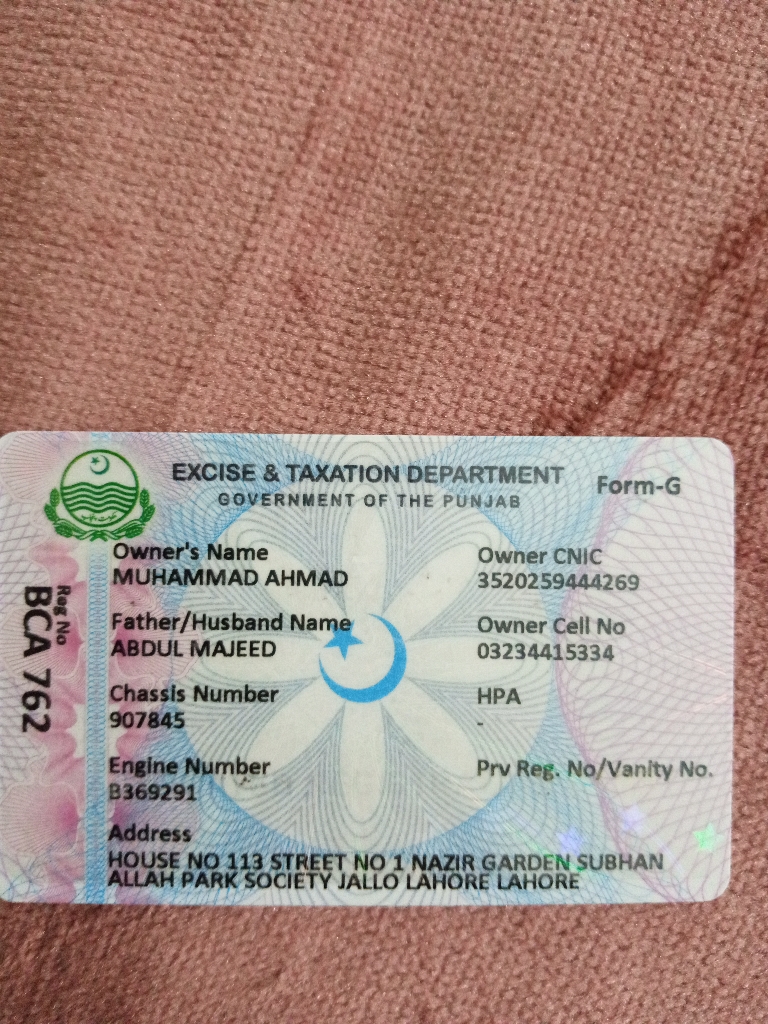 EXCISE & TAXATION DEPARTMENT
GOVERNMENT OF THE PUNJAB
Form-G
Reg No
BCA 762
Owner's Name
MUHAMMAD AHMAD
Owner CNIC
3520259444269
Father/Husband Name
ABDUL MAJEED
Owner Cell No
03234415334
Chassis Number
907845
HPA
-
Engine Number
B369291
Prv Reg. No/Vanity No.
Address
HOUSE NO 113 STREET NO 1 NAZIR GARDEN SUBHAN
ALLAH PARK SOCIETY JALLO LAHORE LAHORE